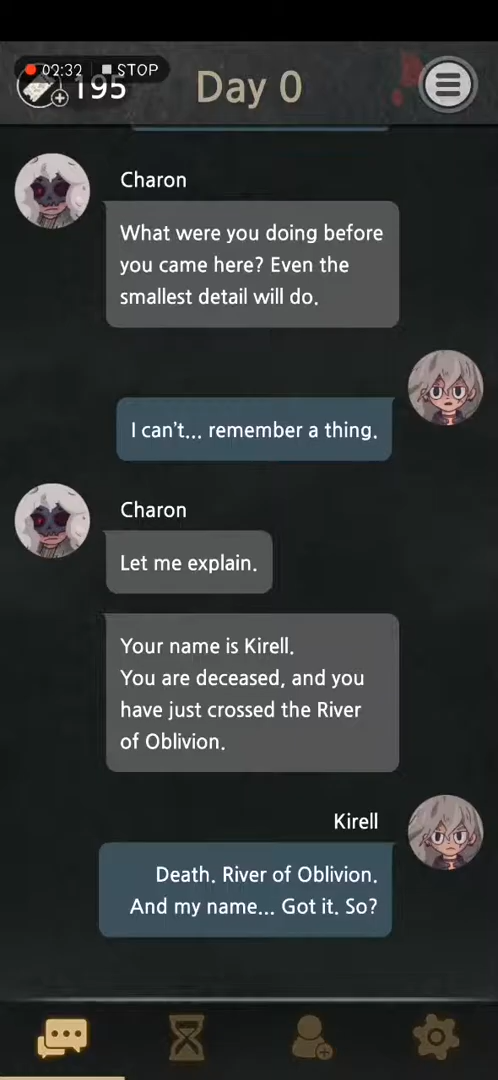 02:32 STOP
195
Day 0
Charon
What were you doing before
you came here? Even the
smallest detail will do.
I can't... remember a thing.
Charon
Let me explain.
Your name is Kirell.
You are deceased, and you
have just crossed the River
of Oblivion.
Kirell
Death. River of Oblivion.
And my name... Got it. So?